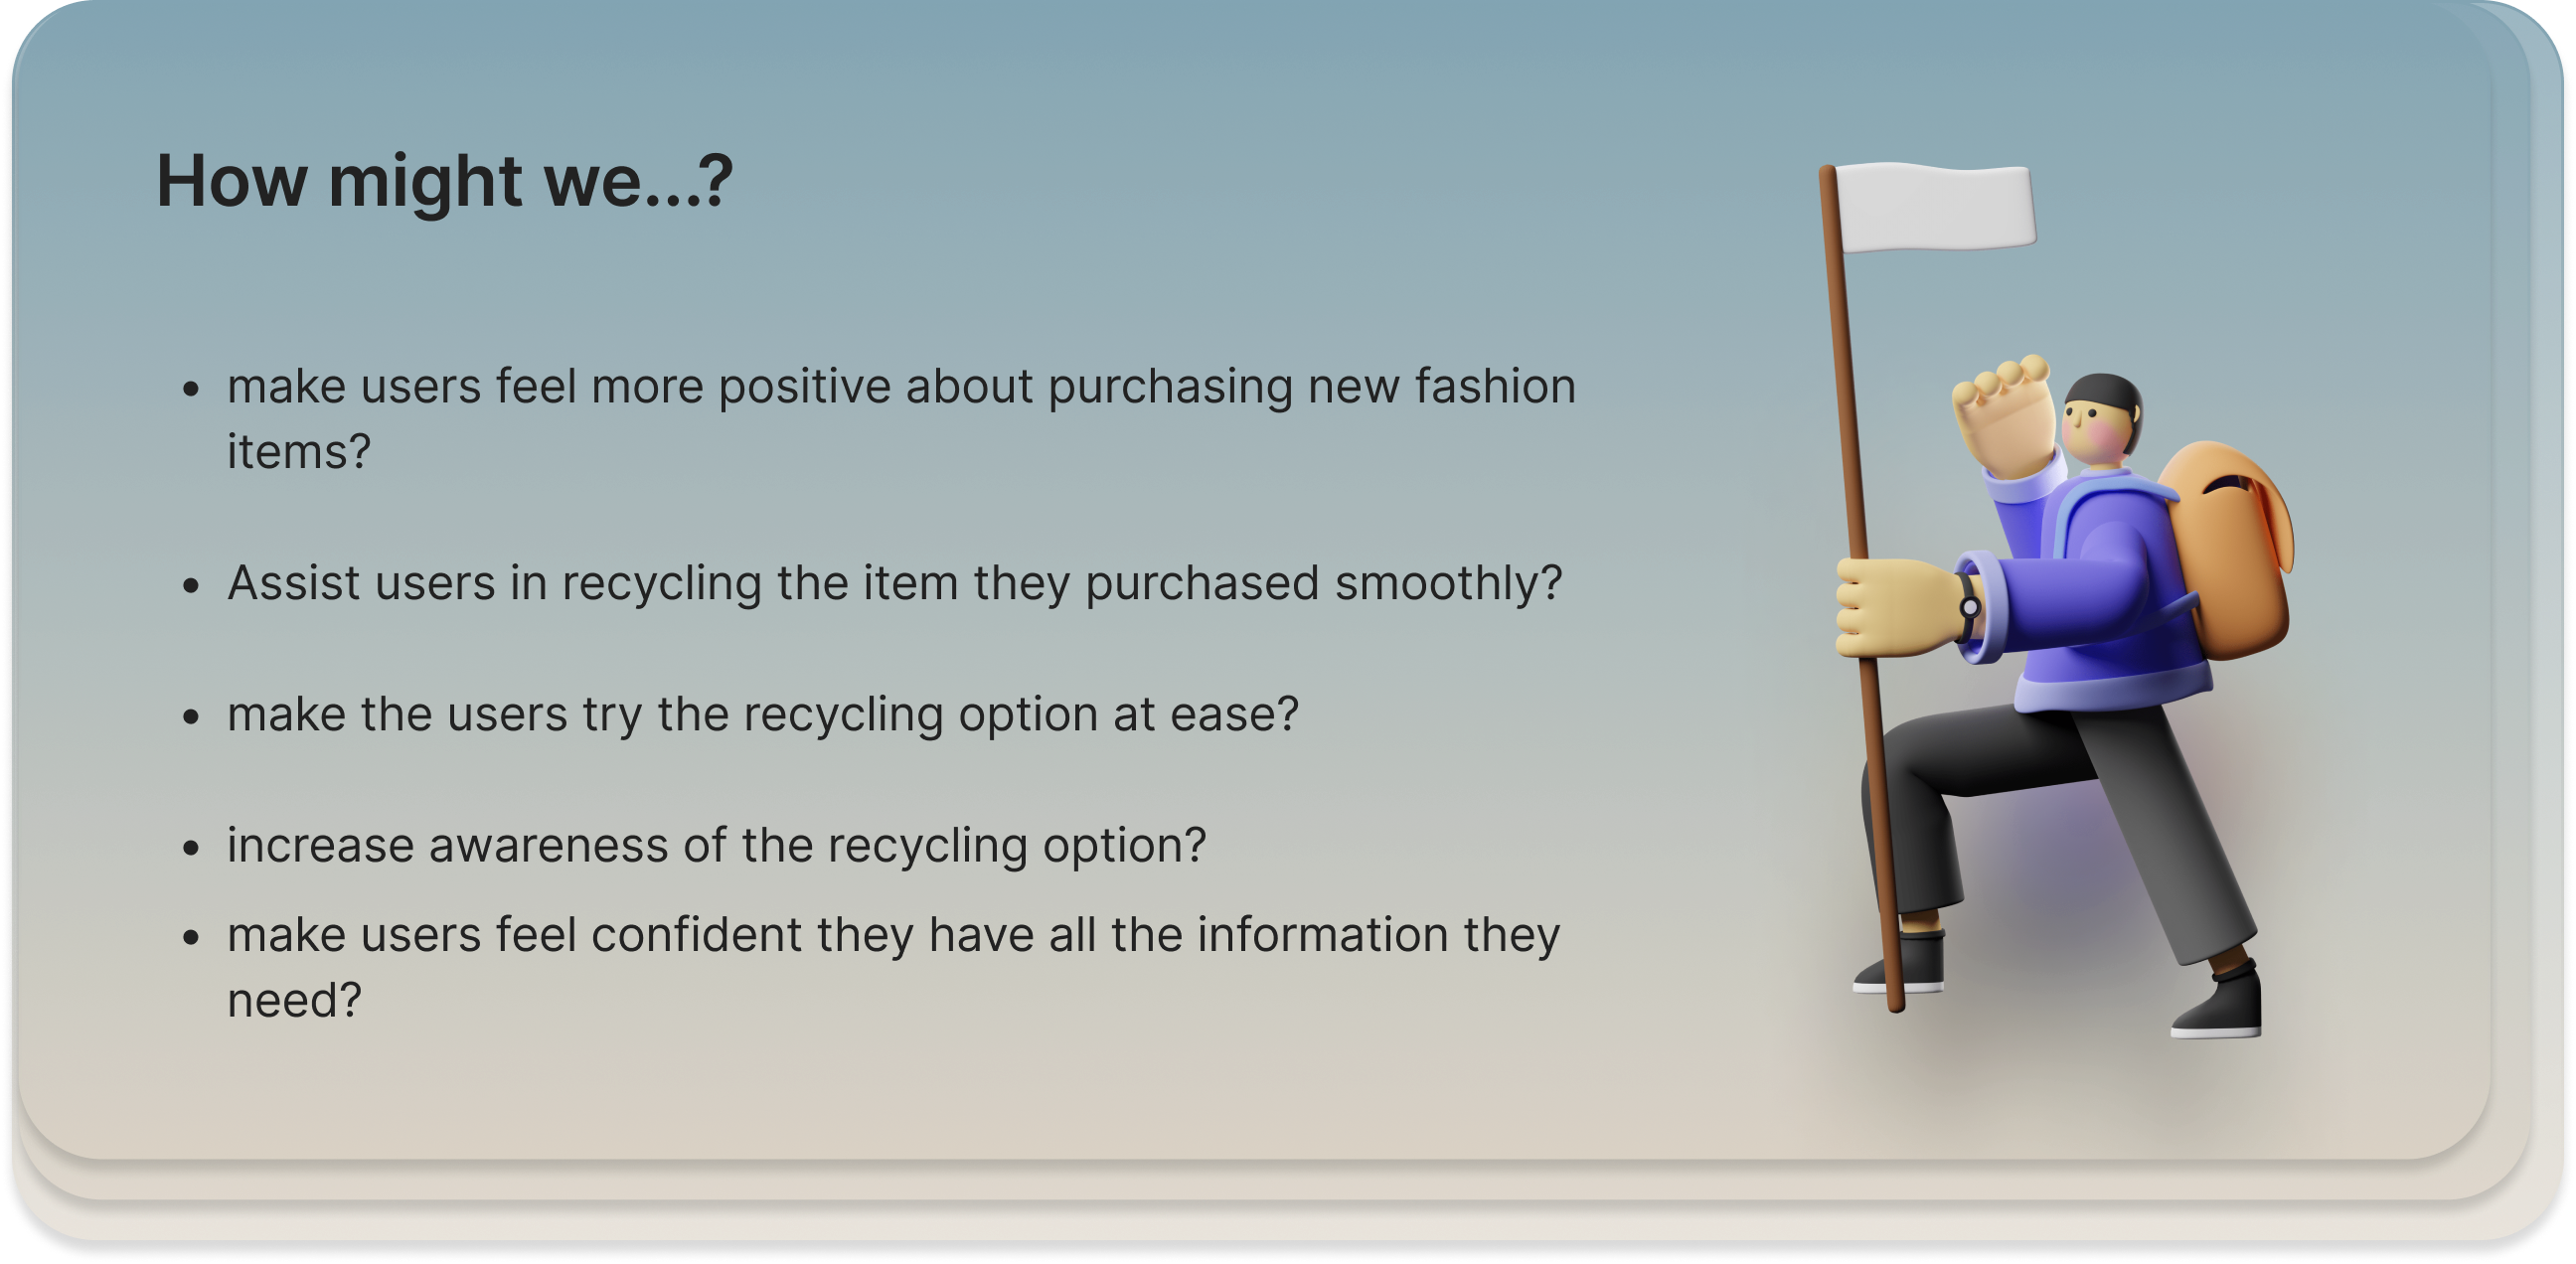 How might we...?
• make users feel more positive about purchasing new fashion
items?
• Assist users in recycling the item they purchased smoothly?
• make the users try the recycling option at ease?
• increase awareness of the recycling option?
• make users feel confident they have all the information they
need?